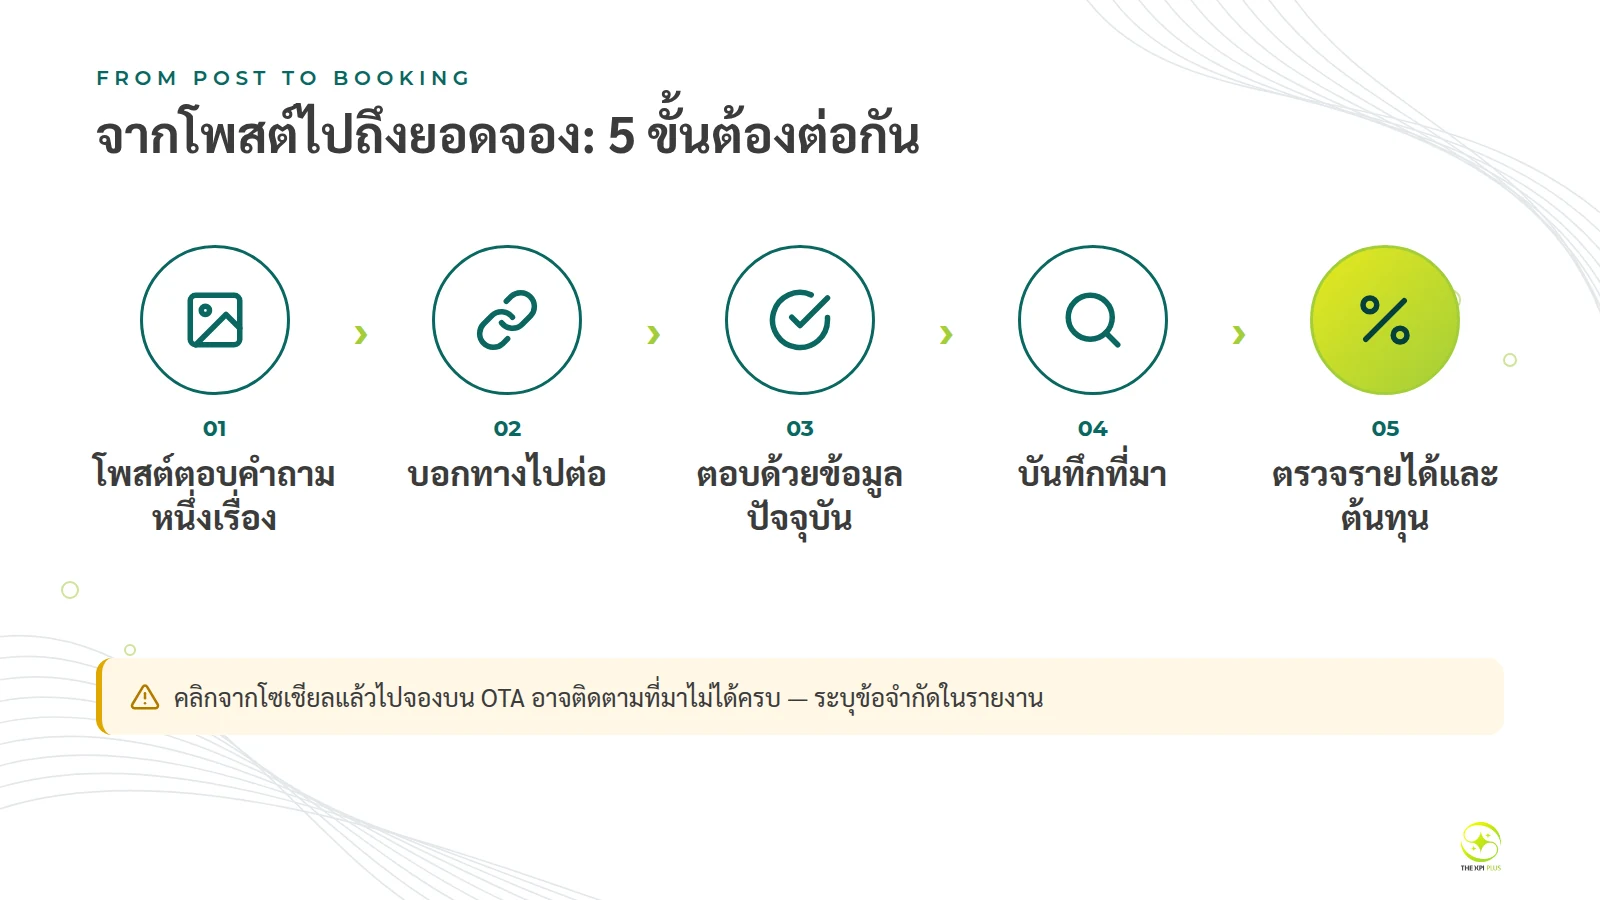 FROM POST TO BOOKING
จากโพสต์ไปถึงยอดจอง: 5 ขั้นต้องต่อกัน
01
โพสต์ตอบคำถาม
หนึ่งเรื่อง
02
บอกทางไปต่อ
03
ตอบด้วยข้อมูล
ปัจจุบัน
04
บันทึกที่มา
05
ตรวจรายได้และ
ต้นทุน
คลิกจากโซเชียลแล้วไปจองบน OTA อาจติดตามที่มาไม่ได้ครบ — ระบุข้อจำกัดในรายงาน
THE XPI PLUS